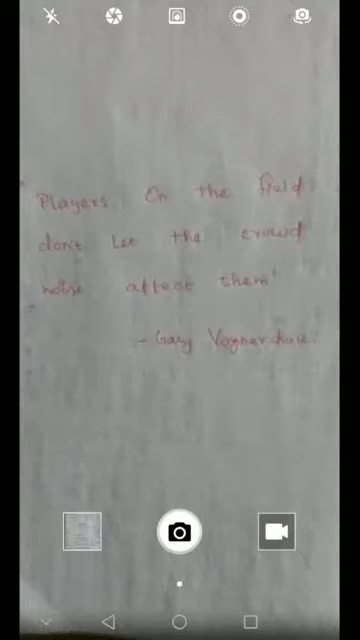 "Players On the field
don't Let the crowd
noise affect them"
- Gary Vaynerchuk.